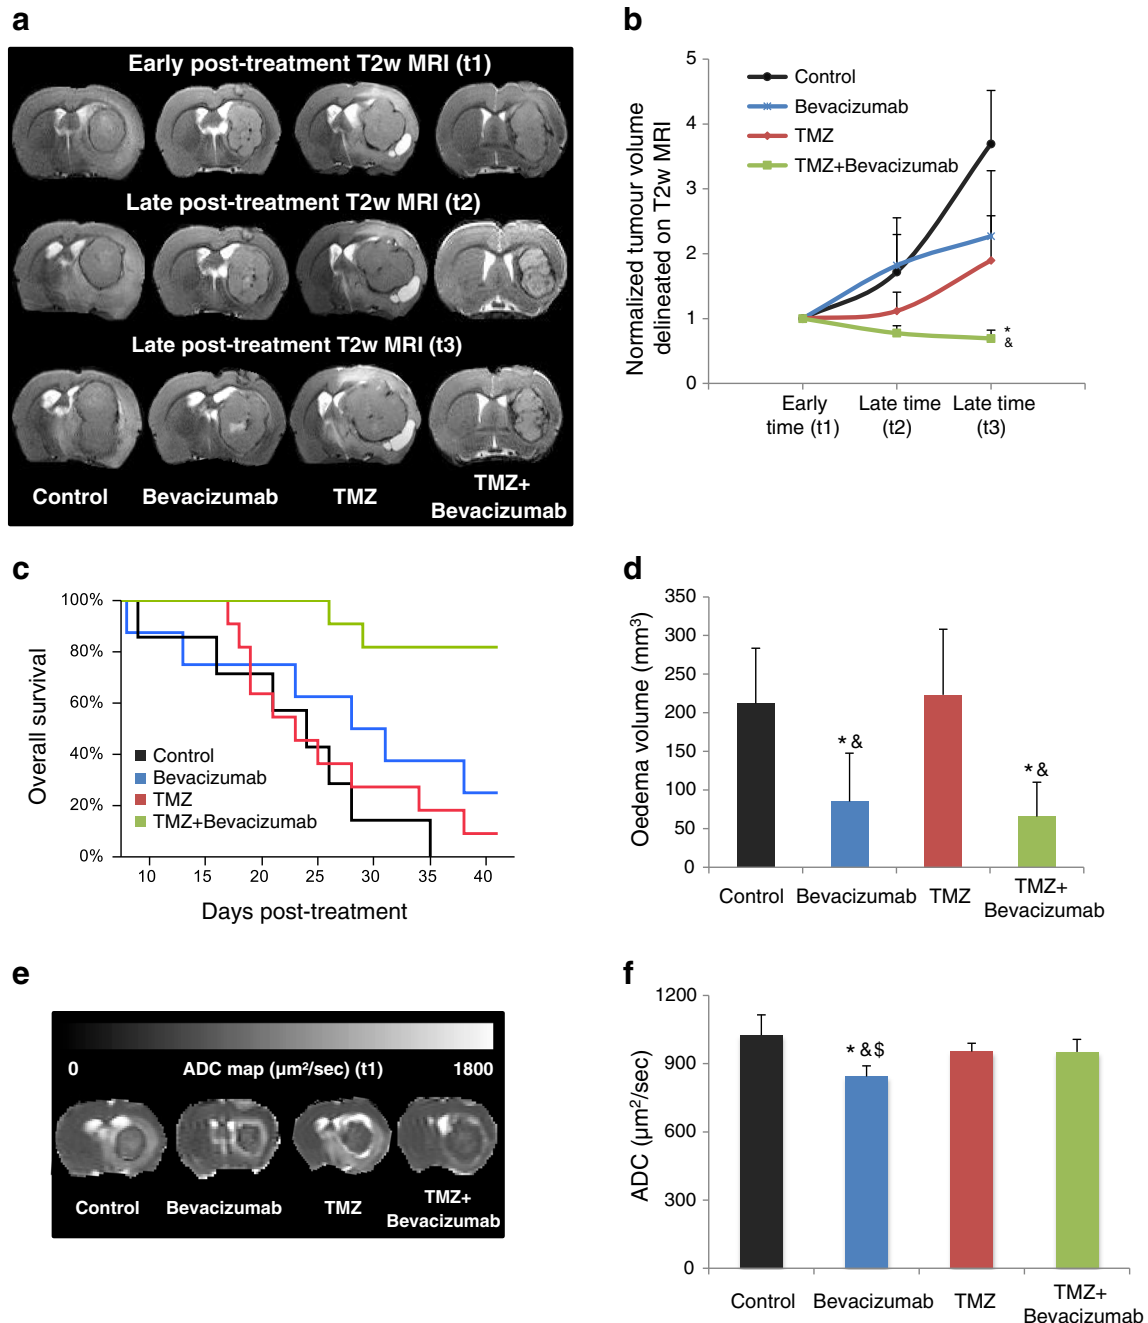 a
Early post-treatment T2w MRI (t1)
Late post-treatment T2w MRI (t2)
Late post-treatment T2w MRI (t3)
Control
Bevacizumab
TMZ
TMZ+
Bevacizumab
b
Normalized tumour volume
delineated on T2w MRI
5
4
3
2
1
0
Control
Bevacizumab
TMZ
TMZ+Bevacizumab
*
&
Early
time (t1)
Late time
(t2)
Late time
(t3)
c
Overall survival
100%
80%
60%
40%
20%
0%
Control
Bevacizumab
TMZ
TMZ+Bevacizumab
10 15 20 25 30 35 40
Days post-treatment
d
Oedema volume (mm³)
350
300
250
200
150
100
50
0
* &
* &
Control
Bevacizumab
TMZ
TMZ+
Bevacizumab
e
0 ADC map (µm²/sec) (t1) 1800
Control
Bevacizumab
TMZ
TMZ+
Bevacizumab
f
ADC (µm²/sec)
1200
900
600
300
0
* &$
Control
Bevacizumab
TMZ
TMZ+
Bevacizumab